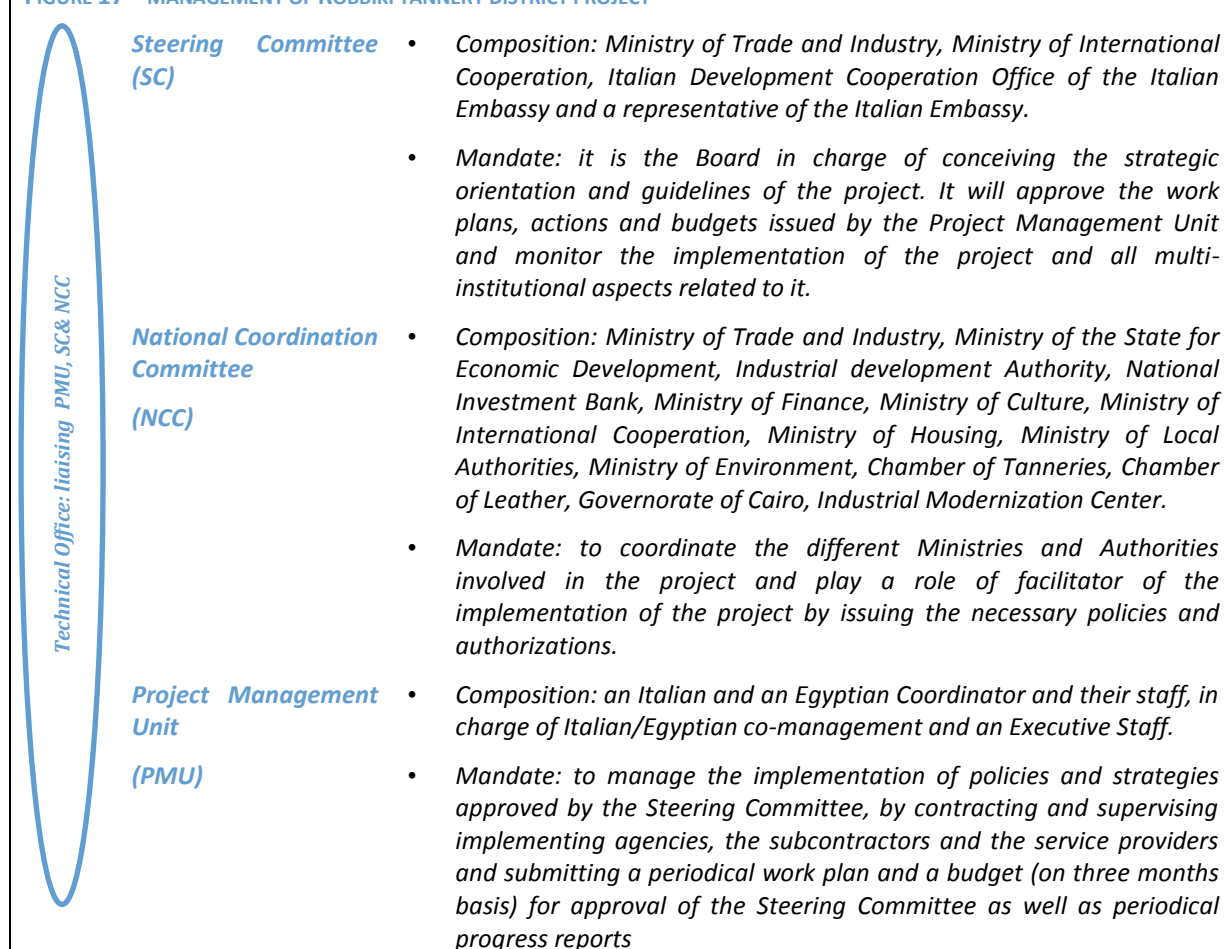 FIGURE 17 – MANAGEMENT OF ROBBIKI TANNERY DISTRICT PROJECT
Technical Office: liaising PMU, SC& NCC
Steering Committee
(SC)
• Composition: Ministry of Trade and Industry, Ministry of International
Cooperation, Italian Development Cooperation Office of the Italian
Embassy and a representative of the Italian Embassy.
• Mandate: it is the Board in charge of conceiving the strategic
orientation and guidelines of the project. It will approve the work
plans, actions and budgets issued by the Project Management Unit
and monitor the implementation of the project and all multi-
institutional aspects related to it.
National Coordination
Committee
(NCC)
• Composition: Ministry of Trade and Industry, Ministry of the State for
Economic Development, Industrial development Authority, National
Investment Bank, Ministry of Finance, Ministry of Culture, Ministry of
International Cooperation, Ministry of Housing, Ministry of Local
Authorities, Ministry of Environment, Chamber of Tanneries, Chamber
of Leather, Governorate of Cairo, Industrial Modernization Center.
• Mandate: to coordinate the different Ministries and Authorities
involved in the project and play a role of facilitator of the
implementation of the project by issuing the necessary policies and
authorizations.
Project Management
Unit
(PMU)
• Composition: an Italian and an Egyptian Coordinator and their staff, in
charge of Italian/Egyptian co-management and an Executive Staff.
• Mandate: to manage the implementation of policies and strategies
approved by the Steering Committee, by contracting and supervising
implementing agencies, the subcontractors and the service providers
and submitting a periodical work plan and a budget (on three months
basis) for approval of the Steering Committee as well as periodical
progress reports